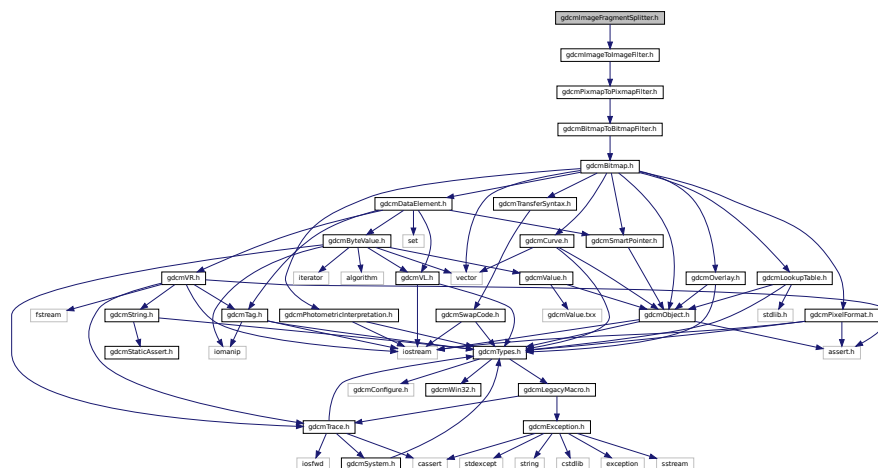 gdcmImageFragmentSplitter.h
gdcmImageToImageFilter.h
gdcmPixmapToPixmapFilter.h
gdcmBitmapToBitmapFilter.h
gdcmBitmap.h
gdcmDataElement.h
gdcmTransferSyntax.h
gdcmByteValue.h
set
gdcmCurve.h
gdcmSmartPointer.h
gdcmVR.h
iterator
algorithm
gdcmVL.h
vector
gdcmValue.h
gdcmOverlay.h
gdcmLookupTable.h
fstream
gdcmString.h
gdcmTag.h
gdcmPhotometricInterpretation.h
gdcmSwapCode.h
gdcmValue.txx
gdcmObject.h
stdlib.h
gdcmPixelFormat.h
gdcmStaticAssert.h
iomanip
iostream
gdcmTypes.h
assert.h
gdcmConfigure.h
gdcmWin32.h
gdcmLegacyMacro.h
gdcmTrace.h
gdcmException.h
iosfwd
gdcmSystem.h
cassert
stdexcept
string
cstdlib
exception
sstream